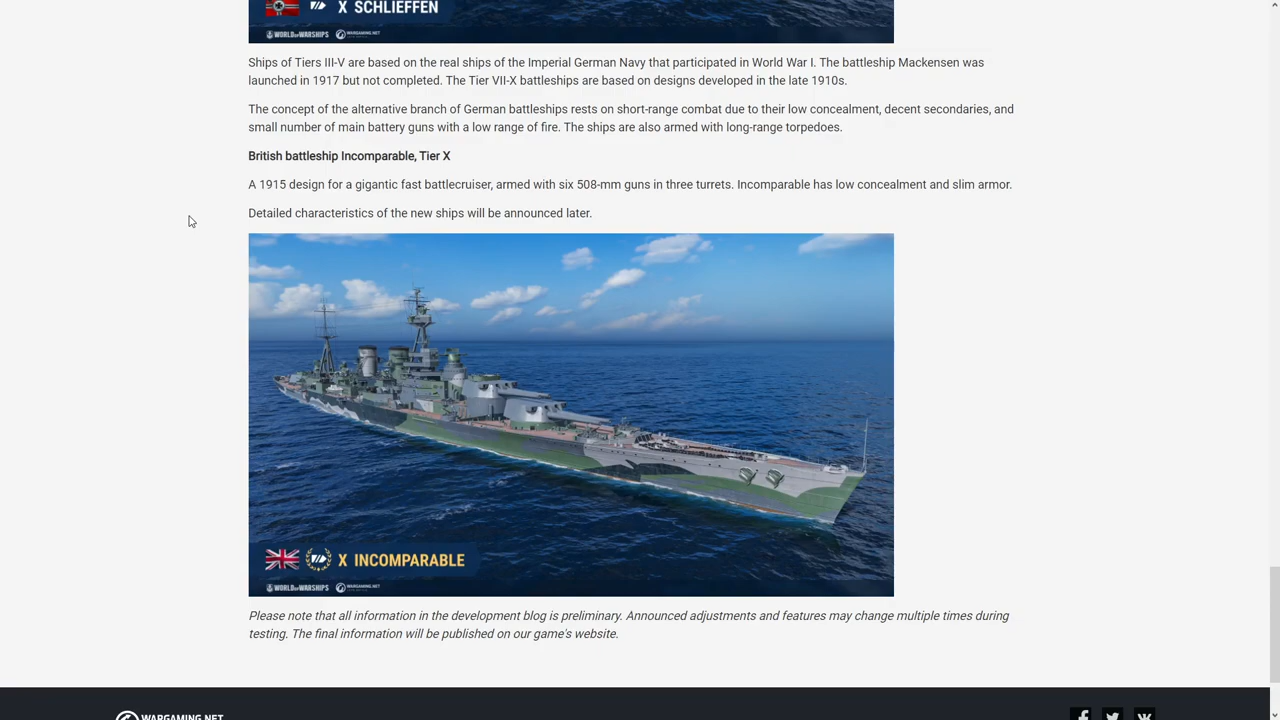 X SCHLIEFFEN
WORLD OF WARSHIPS WARGAMING.NET
Ships of Tiers III-V are based on the real ships of the Imperial German Navy that participated in World War I. The battleship Mackensen was
launched in 1917 but not completed. The Tier VII-X battleships are based on designs developed in the late 1910s.
The concept of the alternative branch of German battleships rests on short-range combat due to their low concealment, decent secondaries, and
small number of main battery guns with a low range of fire. The ships are also armed with long-range torpedoes.
British battleship Incomparable, Tier X
A 1915 design for a gigantic fast battlecruiser, armed with six 508-mm guns in three turrets. Incomparable has low concealment and slim armor.
Detailed characteristics of the new ships will be announced later.
X INCOMPARABLE
WORLD OF WARSHIPS WARGAMING.NET
Please note that all information in the development blog is preliminary. Announced adjustments and features may change multiple times during
testing. The final information will be published on our game's website.
WARGAMING.NET